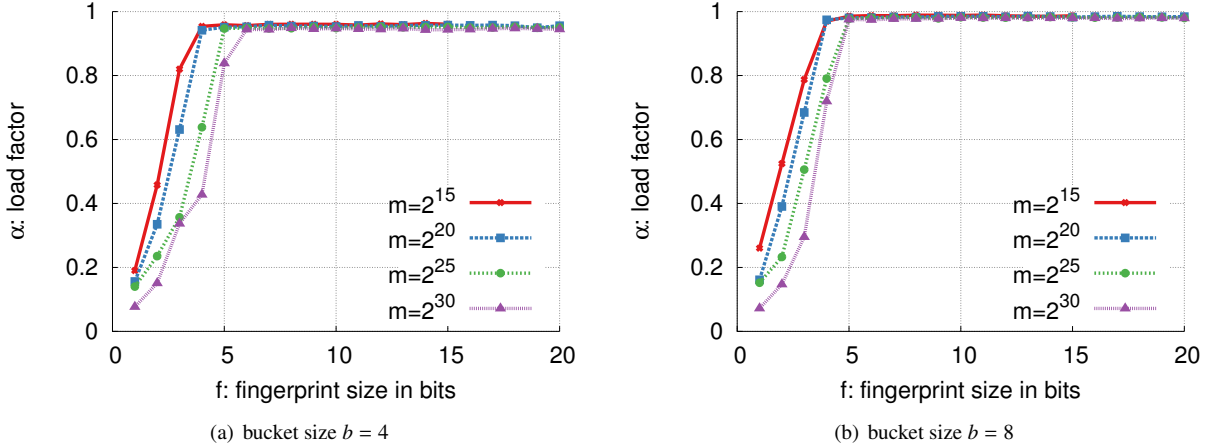 1
0.8
0.6
0.4
0.2
0
α: load factor
m=2^15
m=2^20
m=2^25
m=2^30
0 5 10 15 20
f: fingerprint size in bits
(a) bucket size b = 4
1
0.8
0.6
0.4
0.2
0
α: load factor
m=2^15
m=2^20
m=2^25
m=2^30
0 5 10 15 20
f: fingerprint size in bits
(b) bucket size b = 8